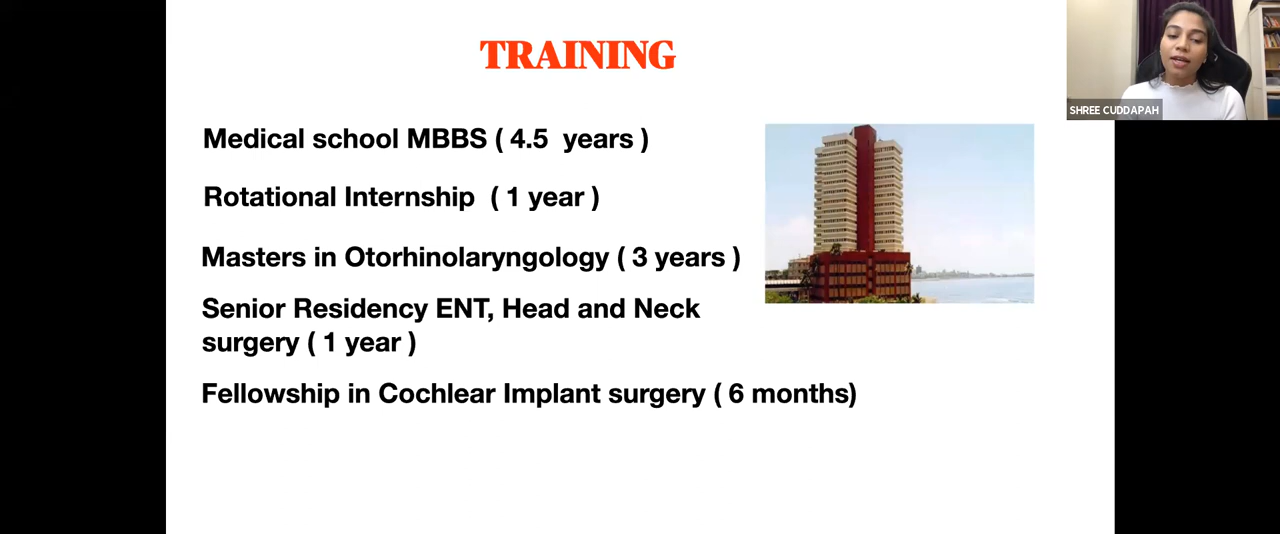 TRAINING
SHREE CUDDAPAH
Medical school MBBS ( 4.5 years )
Rotational Internship ( 1 year )
Masters in Otorhinolaryngology ( 3 years )
Senior Residency ENT, Head and Neck
surgery ( 1 year )
Fellowship in Cochlear Implant surgery ( 6 months)